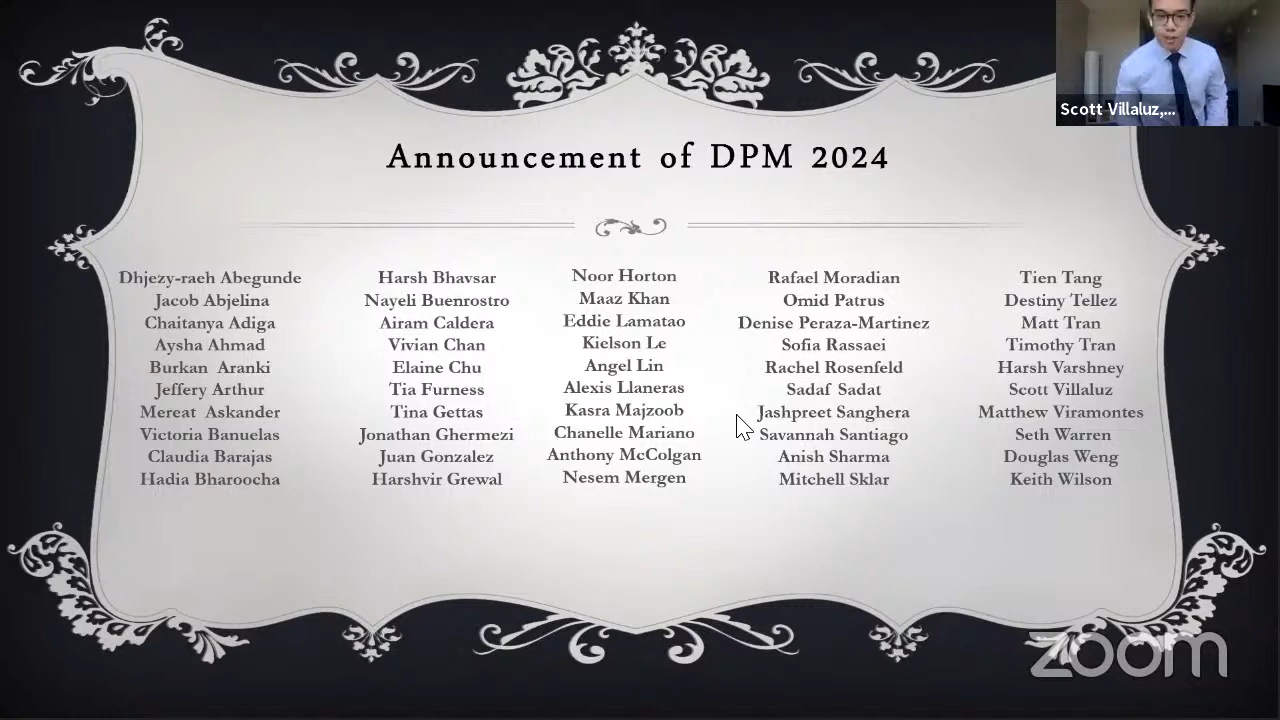 Scott Villaluz,...
Announcement of DPM 2024
Dhjezy-raeh Abegunde
Jacob Abjelina
Chaitanya Adiga
Aysha Ahmad
Burkan Aranki
Jeffery Arthur
Mereat Askander
Victoria Banuelas
Claudia Barajas
Hadia Bharoocha
Harsh Bhavsar
Nayeli Buenrostro
Airam Caldera
Vivian Chan
Elaine Chu
Tia Furness
Tina Gettas
Jonathan Ghermezi
Juan Gonzalez
Harshvir Grewal
Noor Horton
Maaz Khan
Eddie Lamatao
Kielson Le
Angel Lin
Alexis Llaneras
Kasra Majzoob
Chanelle Mariano
Anthony McColgan
Nesem Mergen
Rafael Moradian
Omid Patrus
Denise Peraza-Martinez
Sofia Rassaei
Rachel Rosenfeld
Sadaf Sadat
Jashpreet Sanghera
Savannah Santiago
Anish Sharma
Mitchell Sklar
Tien Tang
Destiny Tellez
Matt Tran
Timothy Tran
Harsh Varshney
Scott Villaluz
Matthew Viramontes
Seth Warren
Douglas Weng
Keith Wilson
zoom